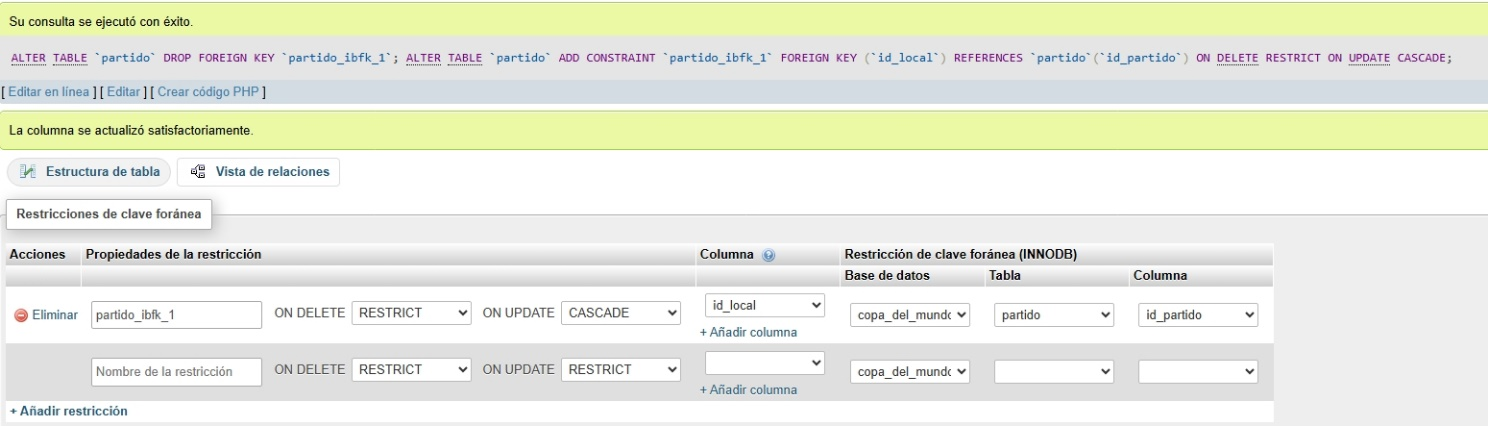 Su consulta se ejecutó con éxito.
ALTER TABLE `partido` DROP FOREIGN KEY `partido_ibfk_1`; ALTER TABLE `partido` ADD CONSTRAINT `partido_ibfk_1` FOREIGN KEY (`id_local`) REFERENCES `partido`(`id_partido`) ON DELETE RESTRICT ON UPDATE CASCADE;
[ Editar en línea ] [ Editar ] [ Crear código PHP ]
La columna se actualizó satisfactoriamente.
Estructura de tabla Vista de relaciones
Restricciones de clave foránea
Acciones Propiedades de la restricción Columna Restricción de clave foránea (INNODB)
Base de datos Tabla Columna
Eliminar partido_ibfk_1 ON DELETE RESTRICT ON UPDATE CASCADE id_local copa_del_mundo partido id_partido
+ Añadir columna
Nombre de la restricción ON DELETE RESTRICT ON UPDATE RESTRICT copa_del_mundo
+ Añadir columna
+ Añadir restricción